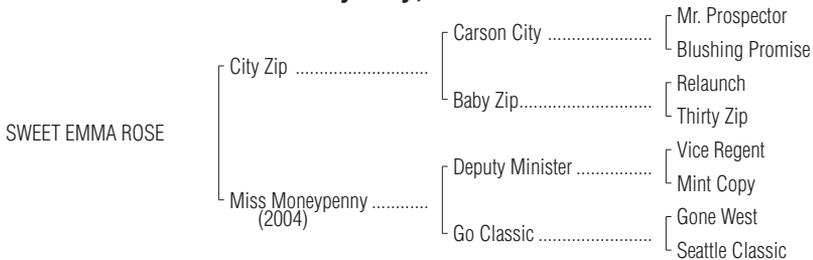 Mr. Prospector
Carson City ......................
Blushing Promise
City Zip ............................
Relaunch
Baby Zip............................
Thirty Zip
SWEET EMMA ROSE
Vice Regent
Deputy Minister ................
Mint Copy
Miss Moneypenny ............
(2004)
Gone West
Go Classic ........................
Seattle Classic